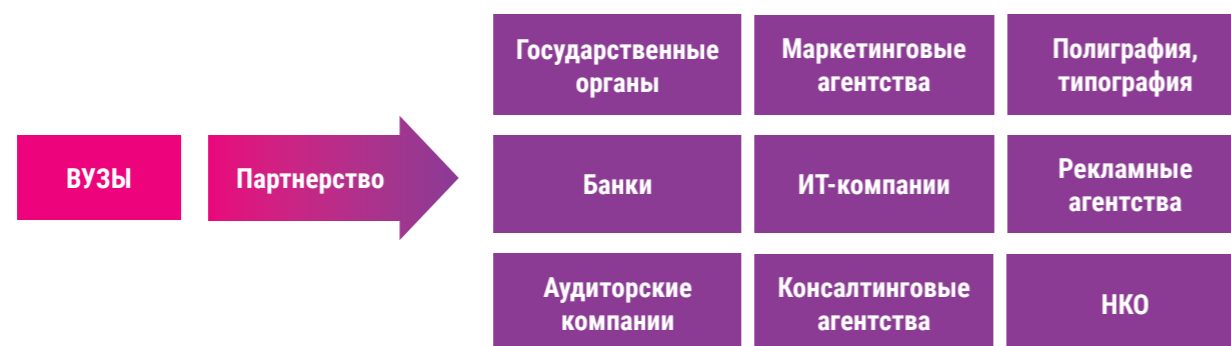 Государственные
органы
Маркетинговые
агентства
Полиграфия,
типография
ВУЗЫ
Партнерство
Банки
ИТ-компании
Рекламные
агентства
Аудиторские
компании
Консалтинговые
агентства
НКО